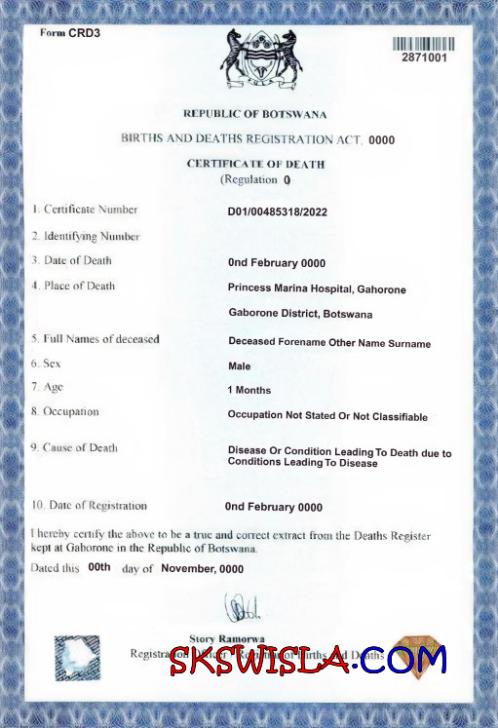 Form CRD3
2871001
REPUBLIC OF BOTSWANA
BIRTHS AND DEATHS REGISTRATION ACT, 0000
CERTIFICATE OF DEATH
(Regulation 0
1. Certificate Number D01/00485318/2022
2. Identifying Number
3. Date of Death 0nd February 0000
4. Place of Death Princess Marina Hospital, Gahorone
Gaborone District, Botswana
5. Full Names of deceased Deceased Forename Other Name Surname
6. Sex Male
7. Age 1 Months
8. Occupation Occupation Not Stated Or Not Classifiable
9. Cause of Death Disease Or Condition Leading To Death due to
Conditions Leading To Disease
10. Date of Registration 0nd February 0000
I hereby certify the above to be a true and correct extract from the Deaths Register
kept at Gaborone in the Republic of Botswana.
Dated this 00th day of November, 0000
Story Ramorwa
Registration Officer - Registrar of Births and Deaths
SKSWISLA.COM